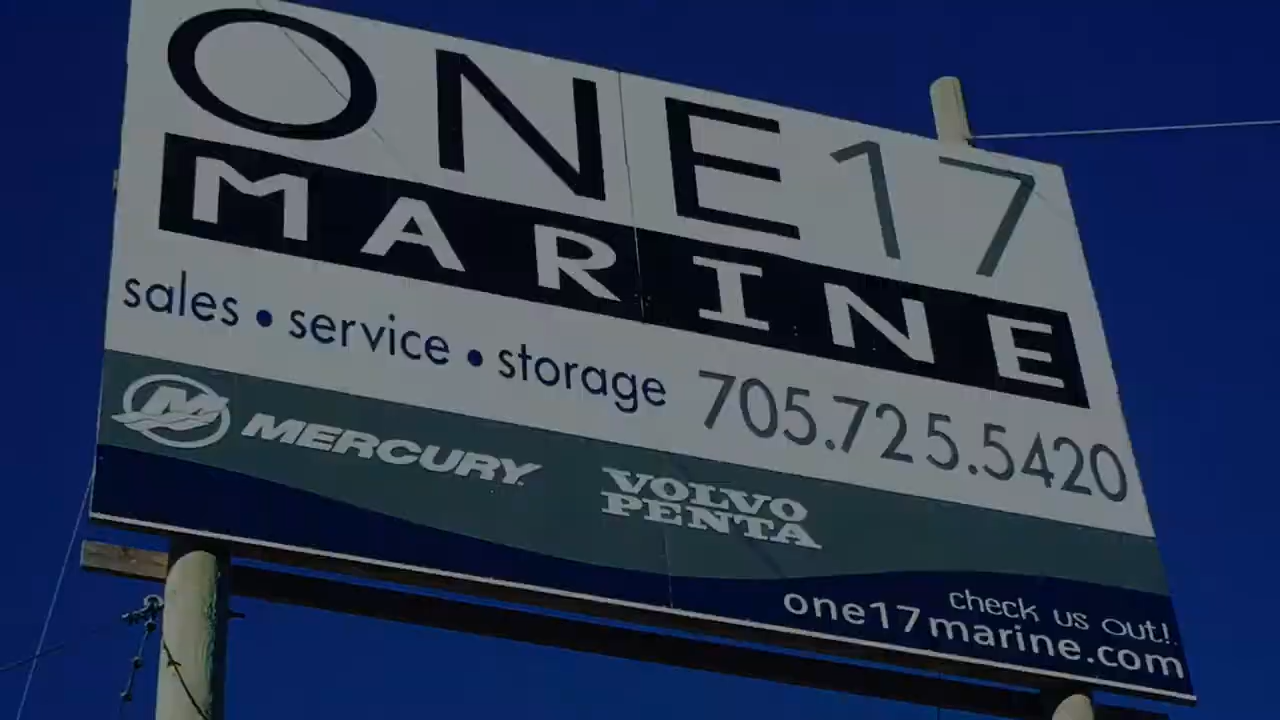 ONE17
MARINE
sales • service • storage 705.725.5420
MERCURY
VOLVO
PENTA
check us out!.
one17marine.com